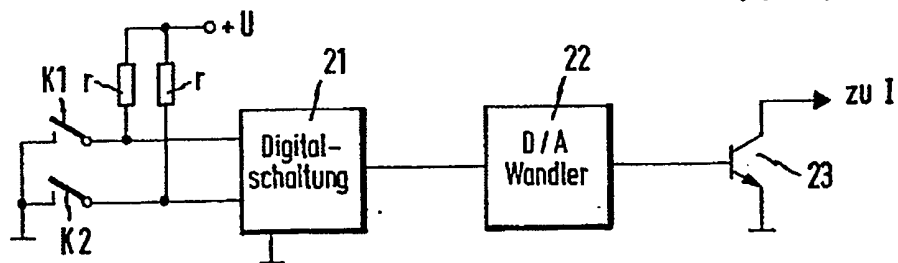 +U
K1
r
r
21
22
zu I
Digital-
schaltung
D/A
Wandler
23
K2